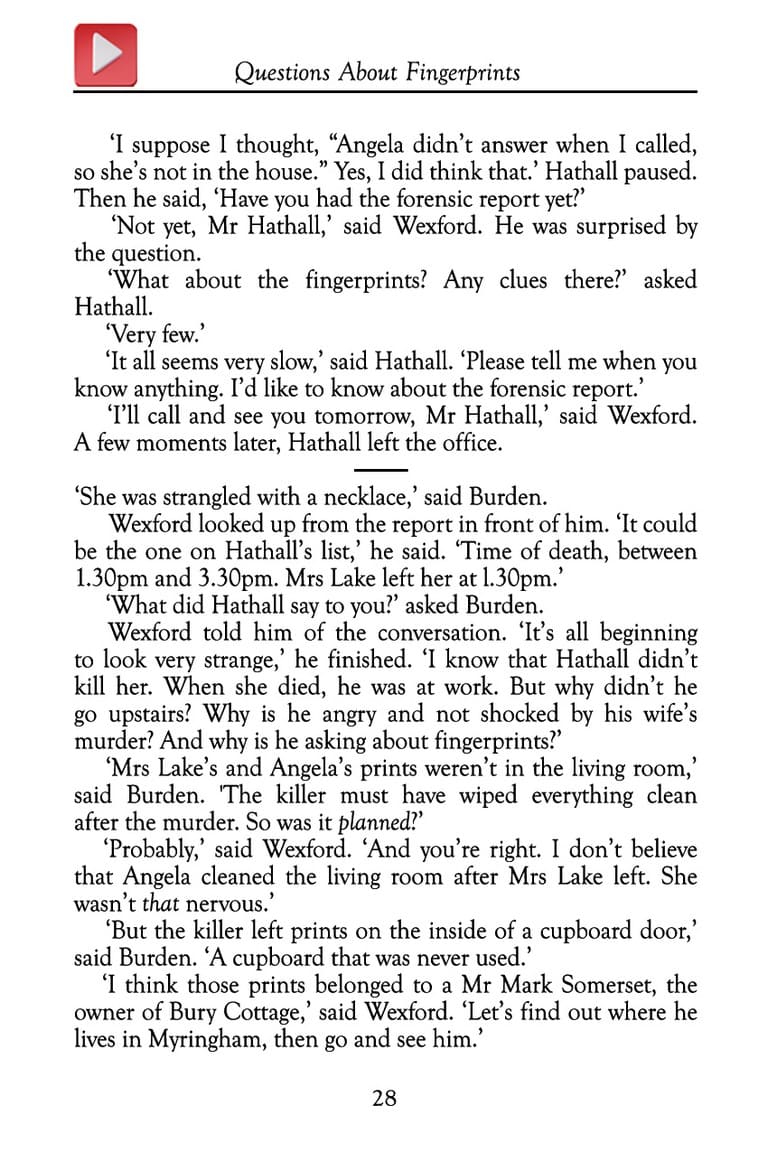 Questions About Fingerprints
‘I suppose I thought, “Angela didn’t answer when I called,
so she’s not in the house.” Yes, I did think that.’ Hathall paused.
Then he said, ‘Have you had the forensic report yet?’
‘Not yet, Mr Hathall,’ said Wexford. He was surprised by
the question.
‘What about the fingerprints? Any clues there?’ asked
Hathall.
‘Very few.’
‘It all seems very slow,’ said Hathall. ‘Please tell me when you
know anything. I’d like to know about the forensic report.’
‘I’ll call and see you tomorrow, Mr Hathall,’ said Wexford.
A few moments later, Hathall left the office.
‘She was strangled with a necklace,’ said Burden.
Wexford looked up from the report in front of him. ‘It could
be the one on Hathall’s list,’ he said. ‘Time of death, between
1.30pm and 3.30pm. Mrs Lake left her at l.30pm.’
‘What did Hathall say to you?’ asked Burden.
Wexford told him of the conversation. ‘It’s all beginning
to look very strange,’ he finished. ‘I know that Hathall didn’t
kill her. When she died, he was at work. But why didn’t he
go upstairs? Why is he angry and not shocked by his wife’s
murder? And why is he asking about fingerprints?’
‘Mrs Lake’s and Angela’s prints weren’t in the living room,’
said Burden. 'The killer must have wiped everything clean
after the murder. So was it planned?’
‘Probably,’ said Wexford. ‘And you’re right. I don’t believe
that Angela cleaned the living room after Mrs Lake left. She
wasn’t that nervous.’
‘But the killer left prints on the inside of a cupboard door,’
said Burden. ‘A cupboard that was never used.’
‘I think those prints belonged to a Mr Mark Somerset, the
owner of Bury Cottage,’ said Wexford. ‘Let’s find out where he
lives in Myringham, then go and see him.’
28